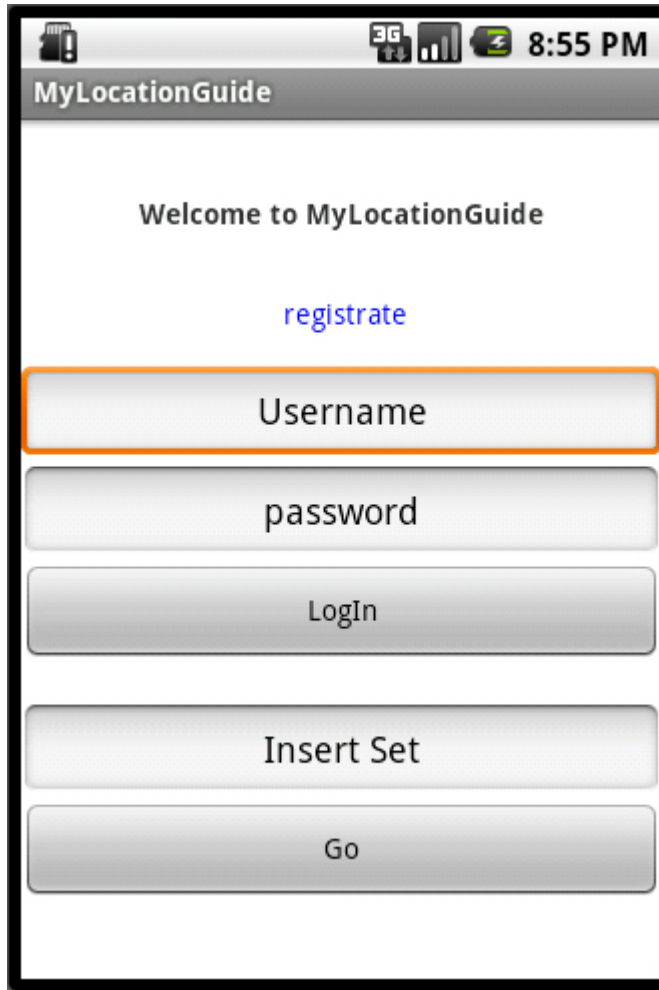 3G 8:55 PM
MyLocationGuide
Welcome to MyLocationGuide
registrate
Username
password
LogIn
Insert Set
Go